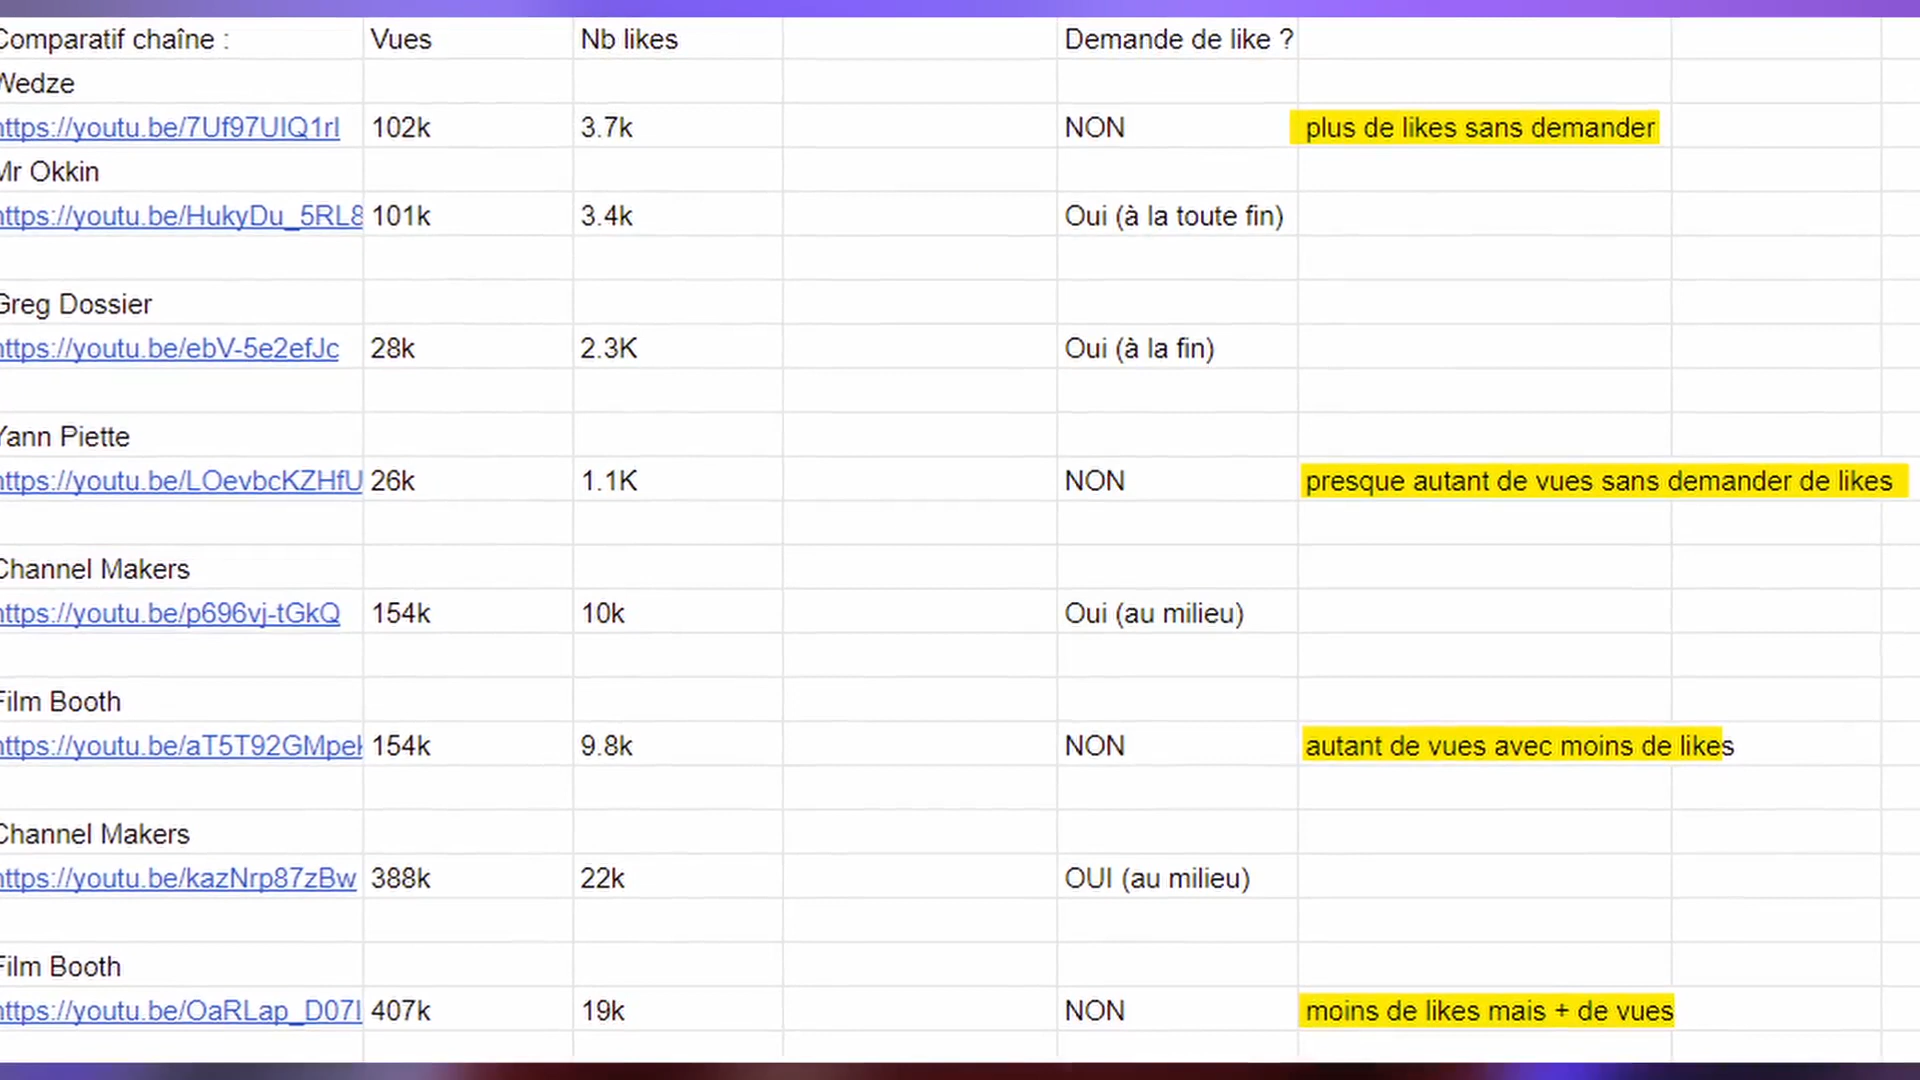 Comparatif chaîne : Vues Nb likes Demande de like ?
Wedze
https://youtu.be/7Uf97UIQ1rI 102k 3.7k NON plus de likes sans demander
Mr Okkin
https://youtu.be/HukyDu_5RL8 101k 3.4k Oui (à la toute fin)
Greg Dossier
https://youtu.be/ebV-5e2efJc 28k 2.3K Oui (à la fin)
Yann Piette
https://youtu.be/LOevbcKZHfU 26k 1.1K NON presque autant de vues sans demander de likes
Channel Makers
https://youtu.be/p696vj-tGkQ 154k 10k Oui (au milieu)
Film Booth
https://youtu.be/aT5T92GMpek 154k 9.8k NON autant de vues avec moins de likes
Channel Makers
https://youtu.be/kazNrp87zBw 388k 22k OUI (au milieu)
Film Booth
https://youtu.be/OaRLap_D07I 407k 19k NON moins de likes mais + de vues